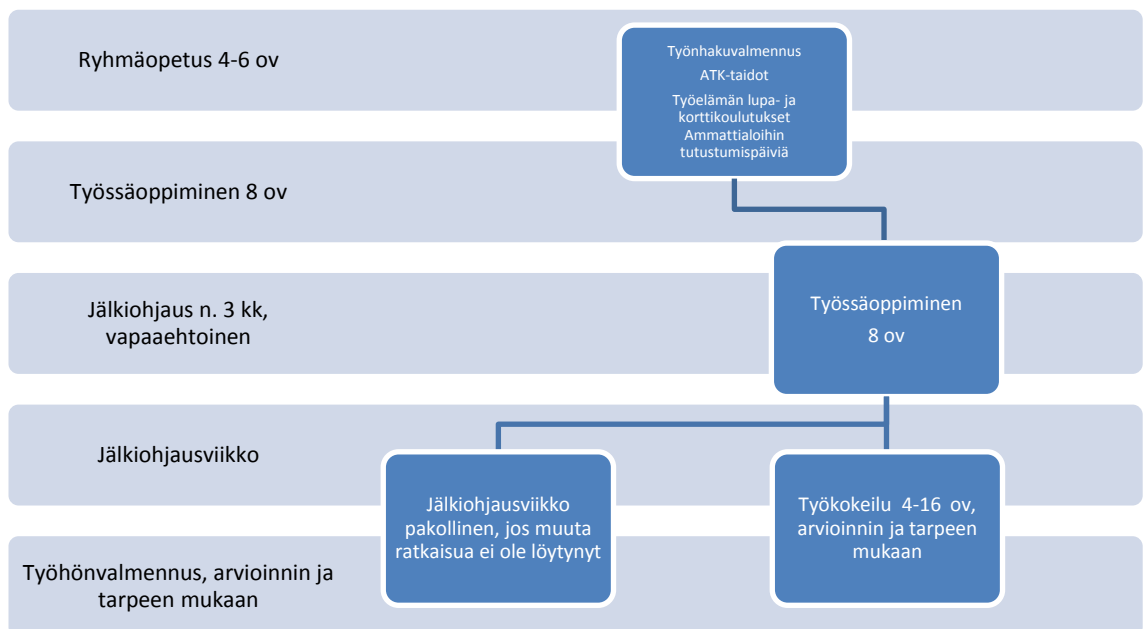 Ryhmäopetus 4-6 ov
Työnhakuvalmennus
ATK-taidot
Työelämän lupa- ja
korttikoulutukset
Ammattialoihin
tutustumispäiviä
Työssäoppiminen 8 ov
Jälkiohjaus n. 3 kk,
vapaaehtoinen
Työssäoppiminen
8 ov
Jälkiohjausviikko
Jälkiohjausviikko
pakollinen, jos muuta
ratkaisua ei ole löytynyt
Työkokeilu 4-16 ov,
arvioinnin ja tarpeen
mukaan
Työhönvalmennus, arvioinnin ja
tarpeen mukaan